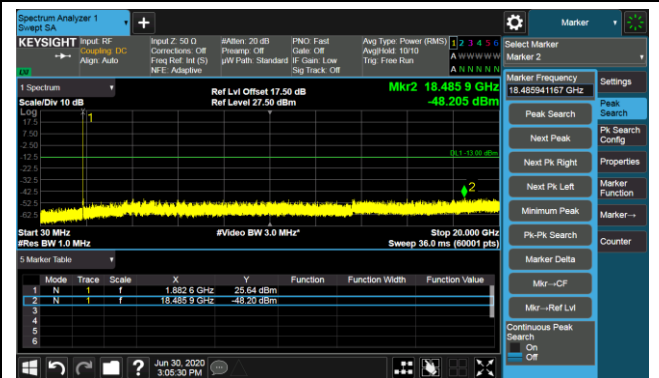 Spectrum Analyzer 1
Swept SA
+
Marker
KEYSIGHT
Input: RF
Coupling: DC
Align: Auto
Input Z: 50 Ω
Corrections: Off
Freq Ref: Int (S)
NFE: Adaptive
#Atten: 20 dB
Preamp: Off
µW Path: Standard
PNO: Fast
Gate: Off
IF Gain: Low
Sig Track: Off
Avg Type: Power (RMS)
Avg|Hold: 10/10
Trig: Free Run
1 2 3 4 5 6
A W W W W W
A N N N N N
Select Marker
Marker 2
1 Spectrum
Scale/Div 10 dB
Ref Lvl Offset 17.50 dB
Ref Level 27.50 dBm
Mkr2 18.485 9 GHz
-48.205 dBm
Log
17.5
7.50
-2.50
-12.5
-22.5
-32.5
-42.5
-52.5
-62.5
1
DL1 -13.00 dBm
2
Start 30 MHz
#Res BW 1.0 MHz
#Video BW 3.0 MHz*
Stop 20.000 GHz
Sweep 36.0 ms (60001 pts)
5 Marker Table
Mode Trace Scale X Y Function Function Width Function Value
1 N 1 f 1.882 6 GHz 25.64 dBm
2 N 1 f 18.485 9 GHz -48.20 dBm
3
4
5
6
Marker Frequency
18.485941167 GHz
Peak Search
Next Peak
Next Pk Right
Next Pk Left
Minimum Peak
Pk-Pk Search
Marker Delta
Mkr→CF
Mkr→Ref Lvl
Continuous Peak
Search
On
Off
Settings
Peak
Search
Pk Search
Config
Properties
Marker
Function
Marker→
Counter
?
Jun 30, 2020
3:05:30 PM